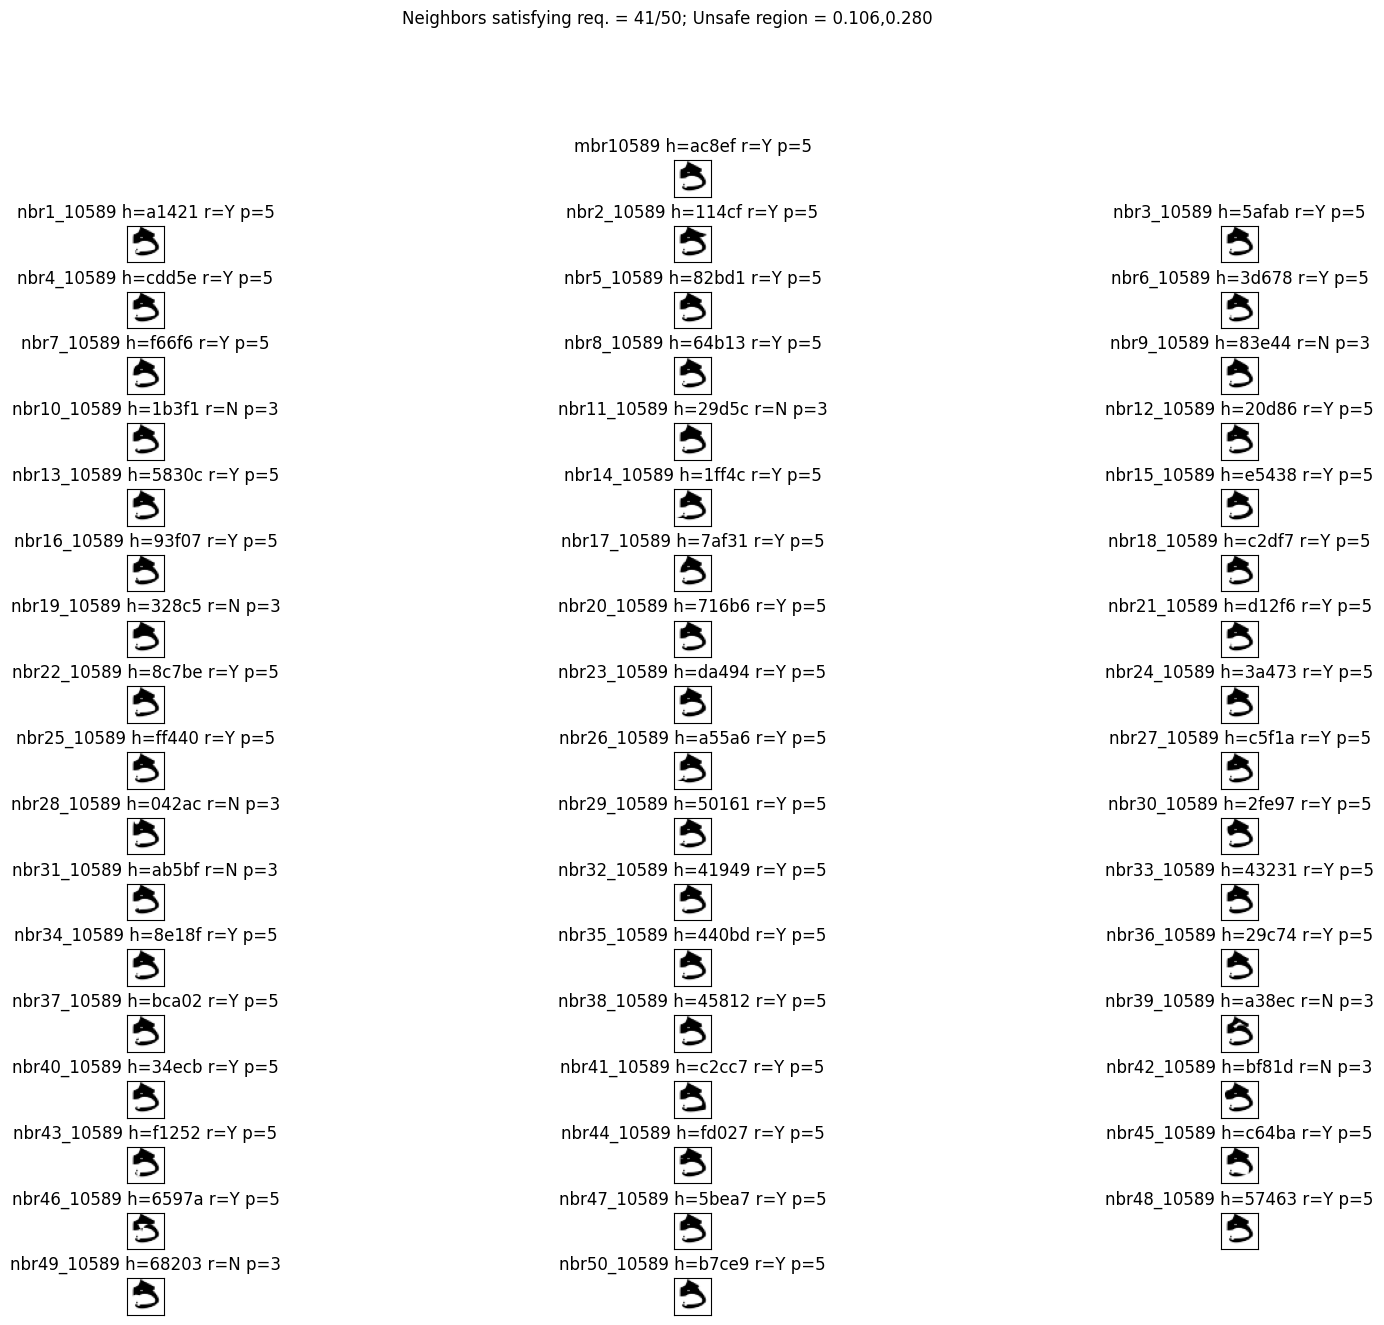 Neighbors satisfying req. = 41/50; Unsafe region = 0.106,0.280
mbr10589 h=ac8ef r=Y p=5
nbr1_10589 h=a1421 r=Y p=5 nbr2_10589 h=114cf r=Y p=5 nbr3_10589 h=5afab r=Y p=5
nbr4_10589 h=cdd5e r=Y p=5 nbr5_10589 h=82bd1 r=Y p=5 nbr6_10589 h=3d678 r=Y p=5
nbr7_10589 h=f66f6 r=Y p=5 nbr8_10589 h=64b13 r=Y p=5 nbr9_10589 h=83e44 r=N p=3
nbr10_10589 h=1b3f1 r=N p=3 nbr11_10589 h=29d5c r=N p=3 nbr12_10589 h=20d86 r=Y p=5
nbr13_10589 h=5830c r=Y p=5 nbr14_10589 h=1ff4c r=Y p=5 nbr15_10589 h=e5438 r=Y p=5
nbr16_10589 h=93f07 r=Y p=5 nbr17_10589 h=7af31 r=Y p=5 nbr18_10589 h=c2df7 r=Y p=5
nbr19_10589 h=328c5 r=N p=3 nbr20_10589 h=716b6 r=Y p=5 nbr21_10589 h=d12f6 r=Y p=5
nbr22_10589 h=8c7be r=Y p=5 nbr23_10589 h=da494 r=Y p=5 nbr24_10589 h=3a473 r=Y p=5
nbr25_10589 h=ff440 r=Y p=5 nbr26_10589 h=a55a6 r=Y p=5 nbr27_10589 h=c5f1a r=Y p=5
nbr28_10589 h=042ac r=N p=3 nbr29_10589 h=50161 r=Y p=5 nbr30_10589 h=2fe97 r=Y p=5
nbr31_10589 h=ab5bf r=N p=3 nbr32_10589 h=41949 r=Y p=5 nbr33_10589 h=43231 r=Y p=5
nbr34_10589 h=8e18f r=Y p=5 nbr35_10589 h=440bd r=Y p=5 nbr36_10589 h=29c74 r=Y p=5
nbr37_10589 h=bca02 r=Y p=5 nbr38_10589 h=45812 r=Y p=5 nbr39_10589 h=a38ec r=N p=3
nbr40_10589 h=34ecb r=Y p=5 nbr41_10589 h=c2cc7 r=Y p=5 nbr42_10589 h=bf81d r=N p=3
nbr43_10589 h=f1252 r=Y p=5 nbr44_10589 h=fd027 r=Y p=5 nbr45_10589 h=c64ba r=Y p=5
nbr46_10589 h=6597a r=Y p=5 nbr47_10589 h=5bea7 r=Y p=5 nbr48_10589 h=57463 r=Y p=5
nbr49_10589 h=68203 r=N p=3 nbr50_10589 h=b7ce9 r=Y p=5